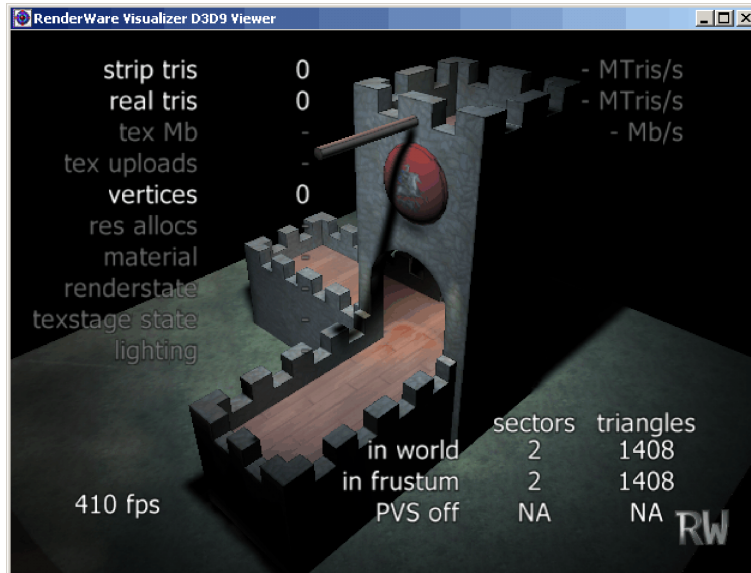 RenderWare Visualizer D3D9 Viewer
strip tris 0 - MTris/s
real tris 0 - MTris/s
tex Mb - - Mb/s
tex uploads -
vertices 0
res allocs -
material -
renderstate -
texstage state -
lighting -
sectors triangles
in world 2 1408
in frustum 2 1408
410 fps PVS off NA NA
RW